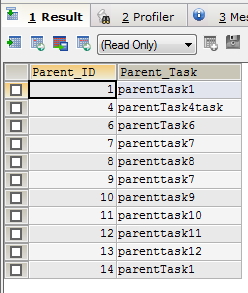 1 Result 2 Profiler 3 Me
(Read Only)
Parent_ID Parent_Task
1 parentTask1
4 parentTask4task
6 parentTask6
7 parenttask7
8 parenttask8
9 parenttask7
10 parenttask9
11 parenttask10
12 parenttask11
13 parenttask12
14 parentTask1